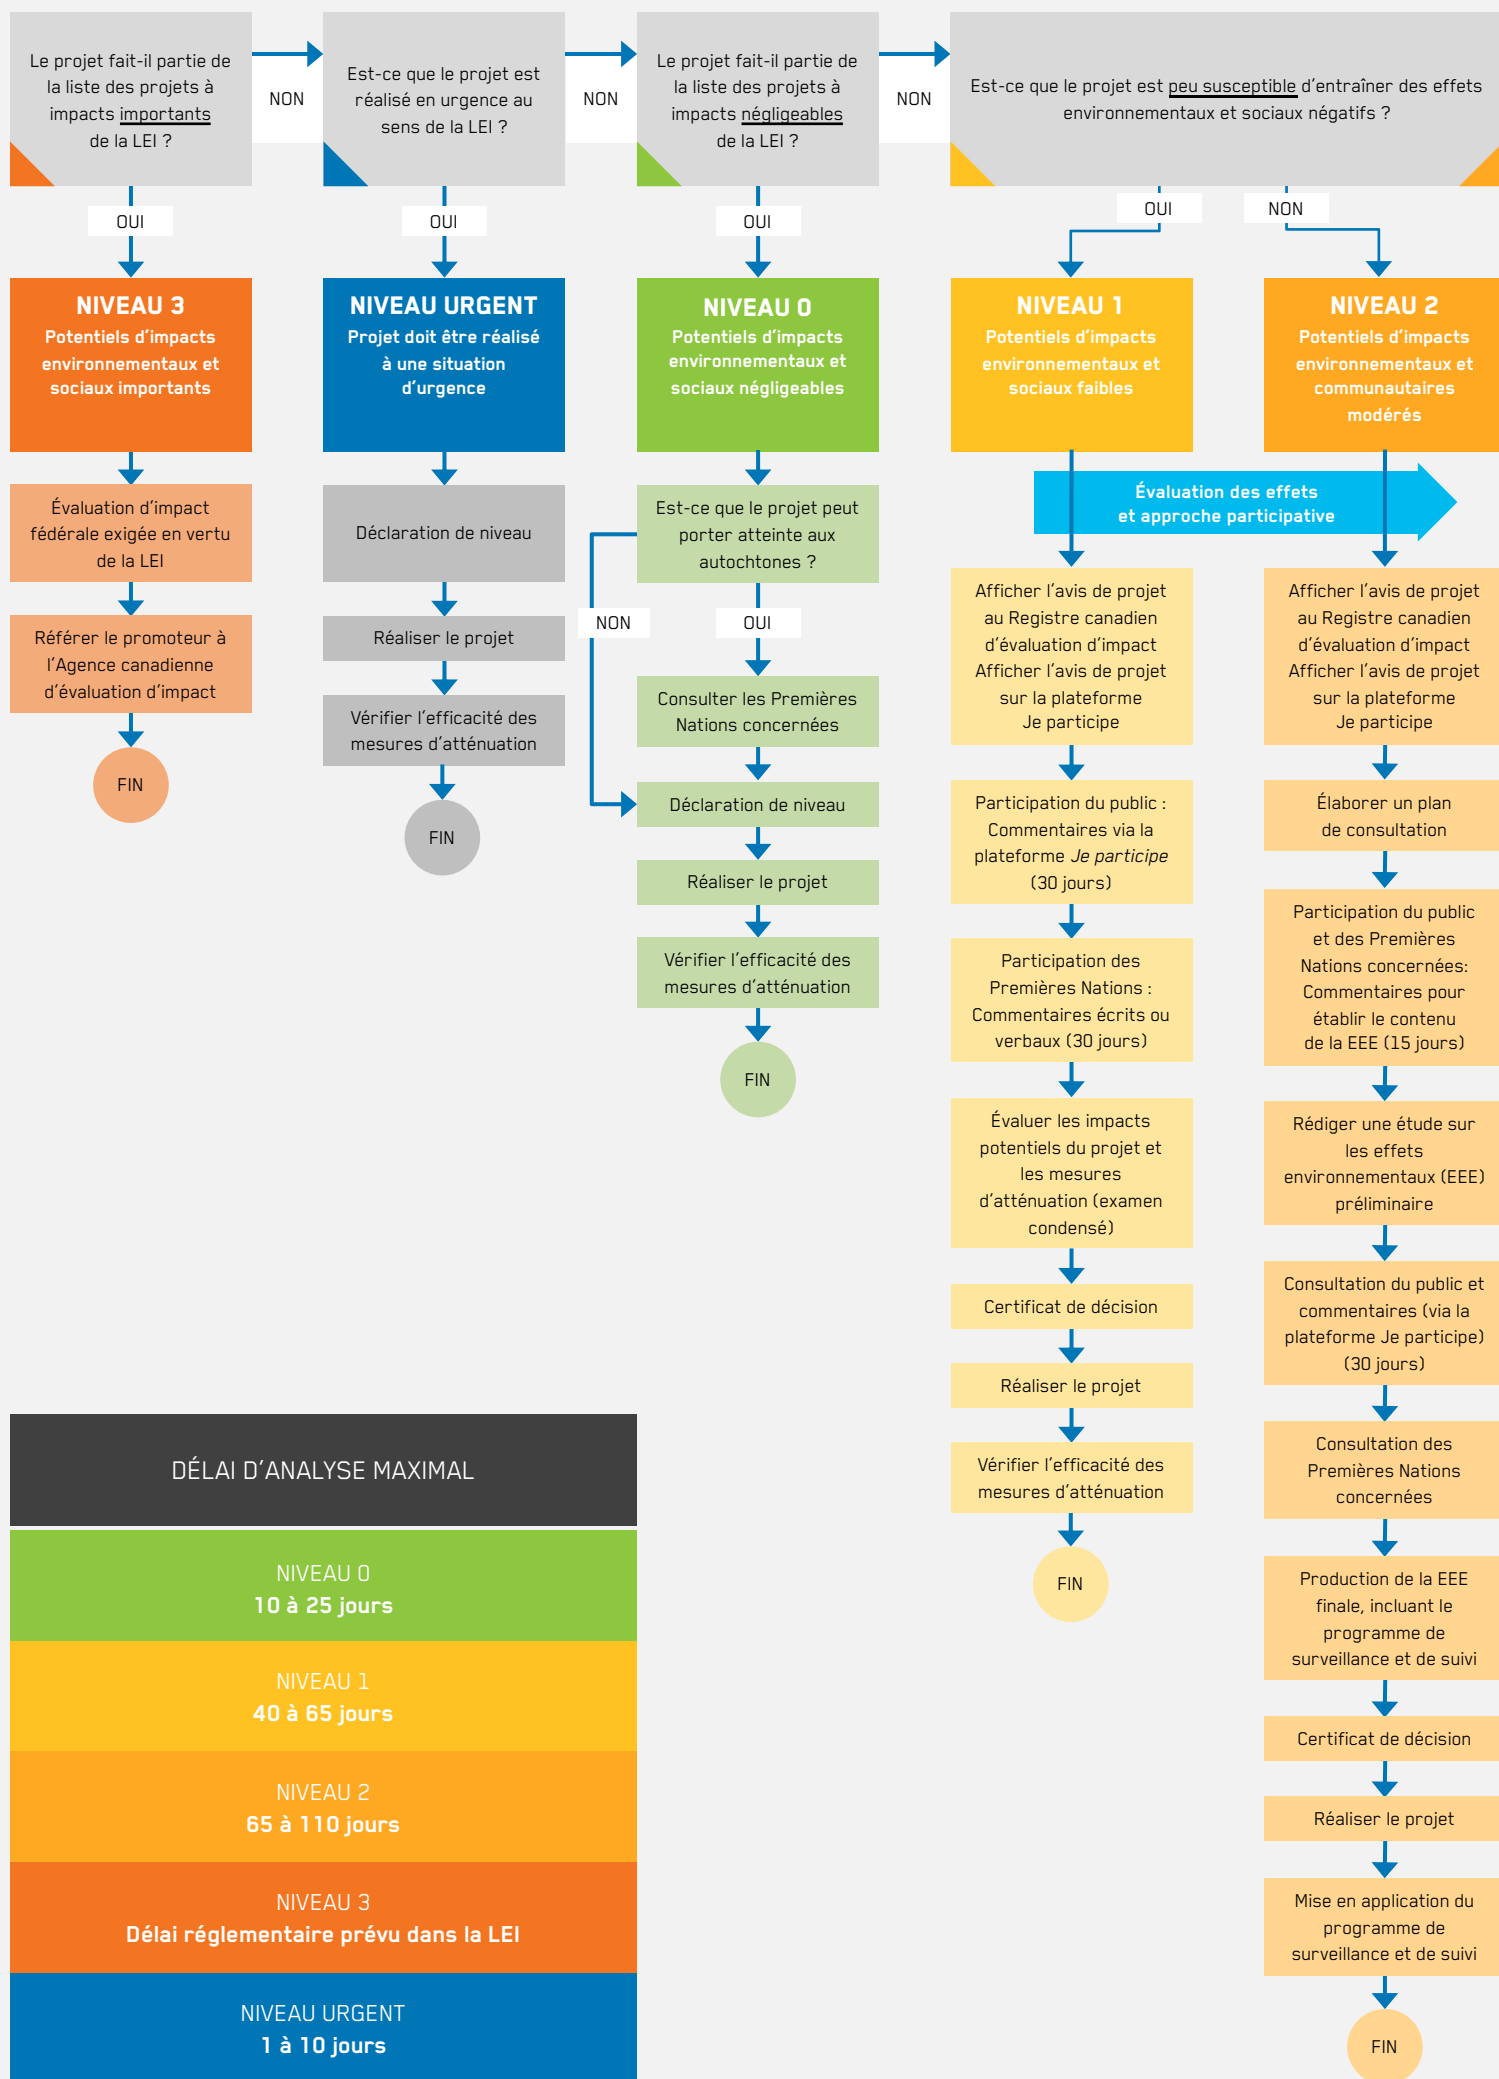 Le projet fait-il partie de
la liste des projets à
impacts importants
de la LEI ?
NON
Est-ce que le projet est
réalisé en urgence au
sens de la LEI ?
NON
Le projet fait-il partie de
la liste des projets à
impacts négligeables
de la LEI ?
NON
Est-ce que le projet est peu susceptible d'entraîner des effets
environnementaux et sociaux négatifs ?
OUI
OUI
OUI
OUI
NON
NIVEAU 3
Potentiels d'impacts
environnementaux et
sociaux importants
Évaluation d'impact
fédérale exigée en vertu
de la LEI
Référer le promoteur à
l'Agence canadienne
d'évaluation d'impact
FIN
NIVEAU URGENT
Projet doit être réalisé
à une situation
d'urgence
Déclaration de niveau
Réaliser le projet
Vérifier l'efficacité des
mesures d'atténuation
FIN
NIVEAU 0
Potentiels d'impacts
environnementaux et
sociaux négligeables
Est-ce que le projet peut
porter atteinte aux
autochtones ?
NON
OUI
Consulter les Premières
Nations concernées
Déclaration de niveau
Réaliser le projet
Vérifier l'efficacité des
mesures d'atténuation
FIN
NIVEAU 1
Potentiels d'impacts
environnementaux et
sociaux faibles
NIVEAU 2
Potentiels d'impacts
environnementaux et
communautaires
modérés
Évaluation des effets
et approche participative
Afficher l'avis de projet
au Registre canadien
d'évaluation d'impact
Afficher l'avis de projet
sur la plateforme
Je participe
Participation du public :
Commentaires via la
plateforme Je participe
(30 jours)
Participation des
Premières Nations :
Commentaires écrits ou
verbaux (30 jours)
Évaluer les impacts
potentiels du projet et
les mesures
d'atténuation (examen
condensé)
Certificat de décision
Réaliser le projet
Vérifier l'efficacité des
mesures d'atténuation
FIN
Afficher l'avis de projet
au Registre canadien
d'évaluation d'impact
Afficher l'avis de projet
sur la plateforme
Je participe
Élaborer un plan
de consultation
Participation du public
et des Premières
Nations concernées:
Commentaires pour
établir le contenu
de la EEE (15 jours)
Rédiger une étude sur
les effets
environnementaux (EEE)
préliminaire
Consultation du public et
commentaires (via la
plateforme Je participe)
(30 jours)
Consultation des
Premières Nations
concernées
Production de la EEE
finale, incluant le
programme de
surveillance et de suivi
Certificat de décision
Réaliser le projet
Mise en application du
programme de
surveillance et de suivi
FIN
DÉLAI D'ANALYSE MAXIMAL
NIVEAU 0
10 à 25 jours
NIVEAU 1
40 à 65 jours
NIVEAU 2
65 à 110 jours
NIVEAU 3
Délai réglementaire prévu dans la LEI
NIVEAU URGENT
1 à 10 jours